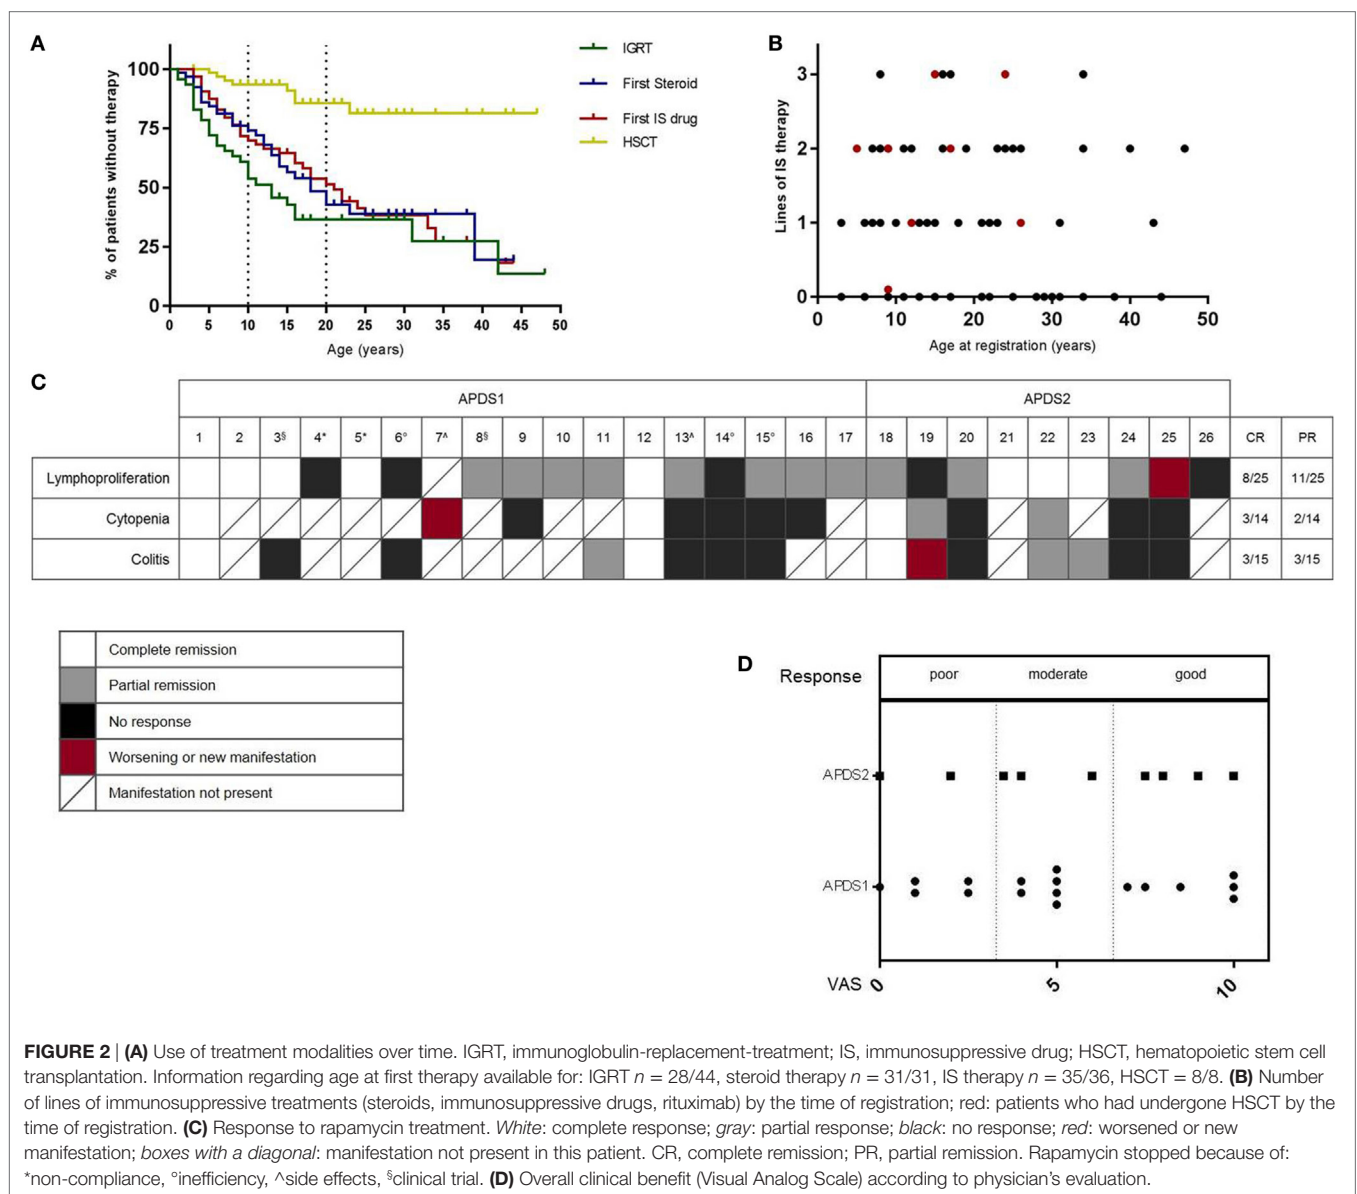 A
% of patients without therapy
100
75
50
25
0
0 5 10 15 20 25 30 35 40 45 50
Age (years)
IGRT
First Steroid
First IS drug
HSCT
B
Lines of IS therapy
3
2
1
0
0 10 20 30 40 50
Age at registration (years)
C
APDS1 APDS2
1 2 3§ 4* 5* 6° 7^ 8§ 9 10 11 12 13^ 14° 15° 16 17 18 19 20 21 22 23 24 25 26 CR PR
Lymphoproliferation 8/25 11/25
Cytopenia 3/14 2/14
Colitis 3/15 3/15
Complete remission
Partial remission
No response
Worsening or new manifestation
Manifestation not present
D
Response poor moderate good
APDS2
APDS1
VAS 0 5 10
FIGURE 2 | (A) Use of treatment modalities over time. IGRT, immunoglobulin-replacement-treatment; IS, immunosuppressive drug; HSCT, hematopoietic stem cell
transplantation. Information regarding age at first therapy available for: IGRT n = 28/44, steroid therapy n = 31/31, IS therapy n = 35/36, HSCT = 8/8. (B) Number
of lines of immunosuppressive treatments (steroids, immunosuppressive drugs, rituximab) by the time of registration; red: patients who had undergone HSCT by the
time of registration. (C) Response to rapamycin treatment. White: complete response; gray: partial response; black: no response; red: worsened or new
manifestation; boxes with a diagonal: manifestation not present in this patient. CR, complete remission; PR, partial remission. Rapamycin stopped because of:
*non-compliance, °inefficiency, ^side effects, §clinical trial. (D) Overall clinical benefit (Visual Analog Scale) according to physician's evaluation.